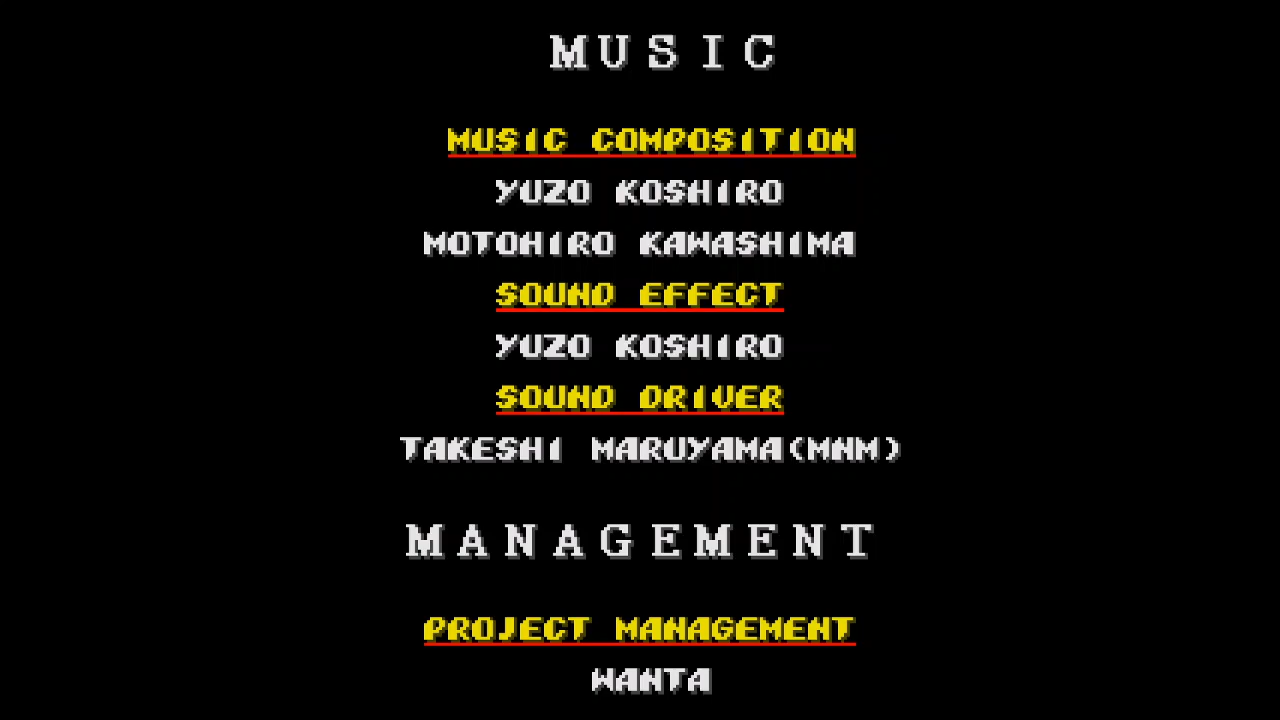 MUSIC
MUSIC COMPOSITION
YUZO KOSHIRO
MOTOHIRO KAWASHIMA
SOUND EFFECT
YUZO KOSHIRO
SOUND DRIVER
TAKESHI MARUYAMA(MNM)
MANAGEMENT
PROJECT MANAGEMENT
WANTA